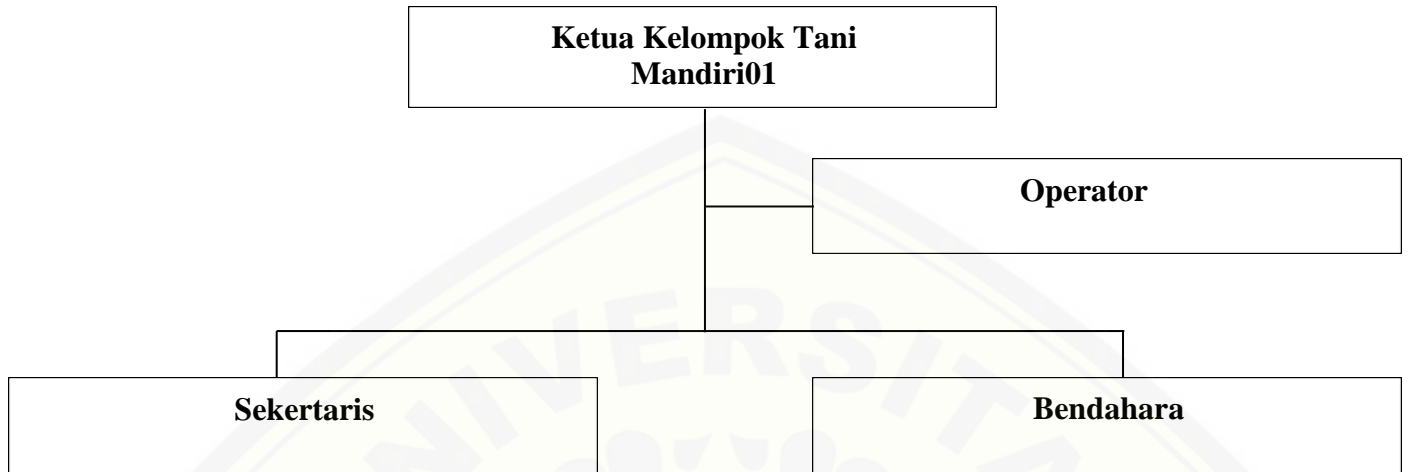 Ketua Kelompok Tani
Mandiri01
Operator
Sekertaris
Bendahara